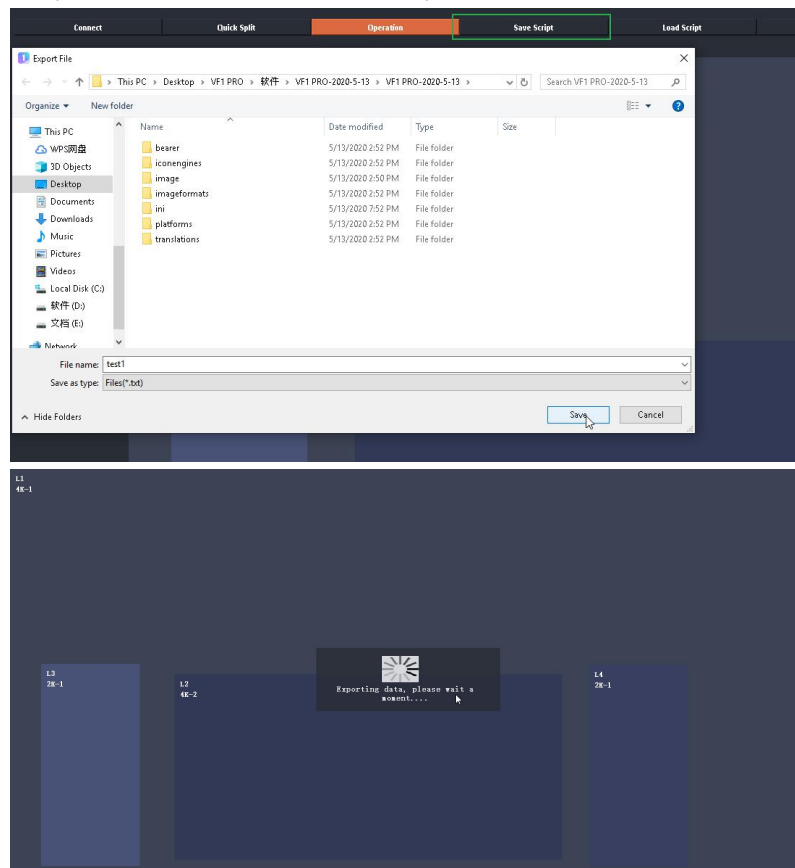 Connect Quick Split Operation Save Script Load Script
Export File
This PC > Desktop > VF1 PRO > 软件 > VF1 PRO-2020-5-13 > VF1 PRO-2020-5-13 >
Search VF1 PRO-2020-5-13
Organize New folder
Name Date modified Type Size
This PC
WPS网盘
3D Objects
Desktop
Documents
Downloads
Music
Pictures
Videos
Local Disk (C:)
软件 (D:)
文档 (E:)
Network
bearer 5/13/2020 2:52 PM File folder
iconengines 5/13/2020 2:52 PM File folder
image 5/13/2020 2:50 PM File folder
imageformats 5/13/2020 2:52 PM File folder
ini 5/13/2020 7:52 PM File folder
platforms 5/13/2020 2:52 PM File folder
translations 5/13/2020 2:52 PM File folder
File name: test1
Save as type: Files(*.txt)
Hide Folders
Save Cancel
L1
4K-1
L3
2K-1
L2
4K-2
Exporting data, please wait a
moment....
L4
2K-1